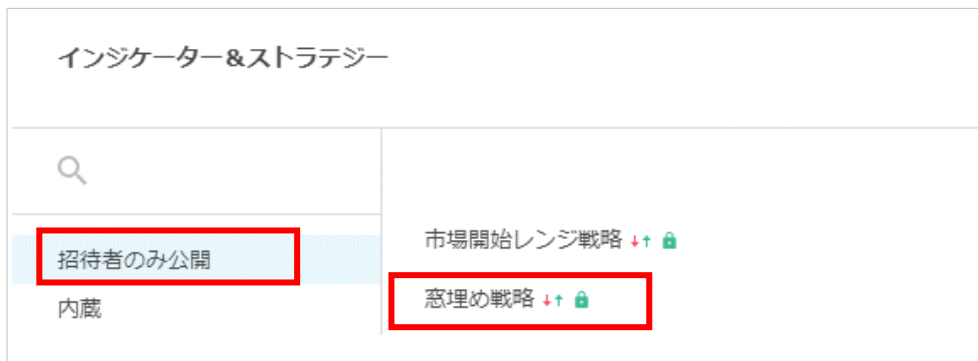 インジケーター&ストラテジー
招待者のみ公開
内蔵
市場開始レンジ戦略
窓埋め戦略